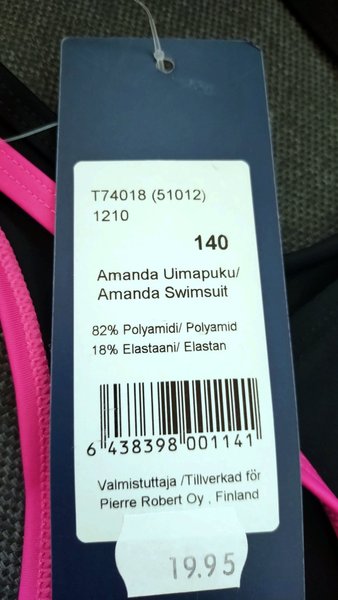 T74018 (51012)
1210
140
Amanda Uimapuku/
Amanda Swimsuit
82% Polyamidi/ Polyamid
18% Elastaani/ Elastan
6 438398 001141
Valmistuttaja /Tillverkad för
Pierre Robert Oy , Finland
19.95